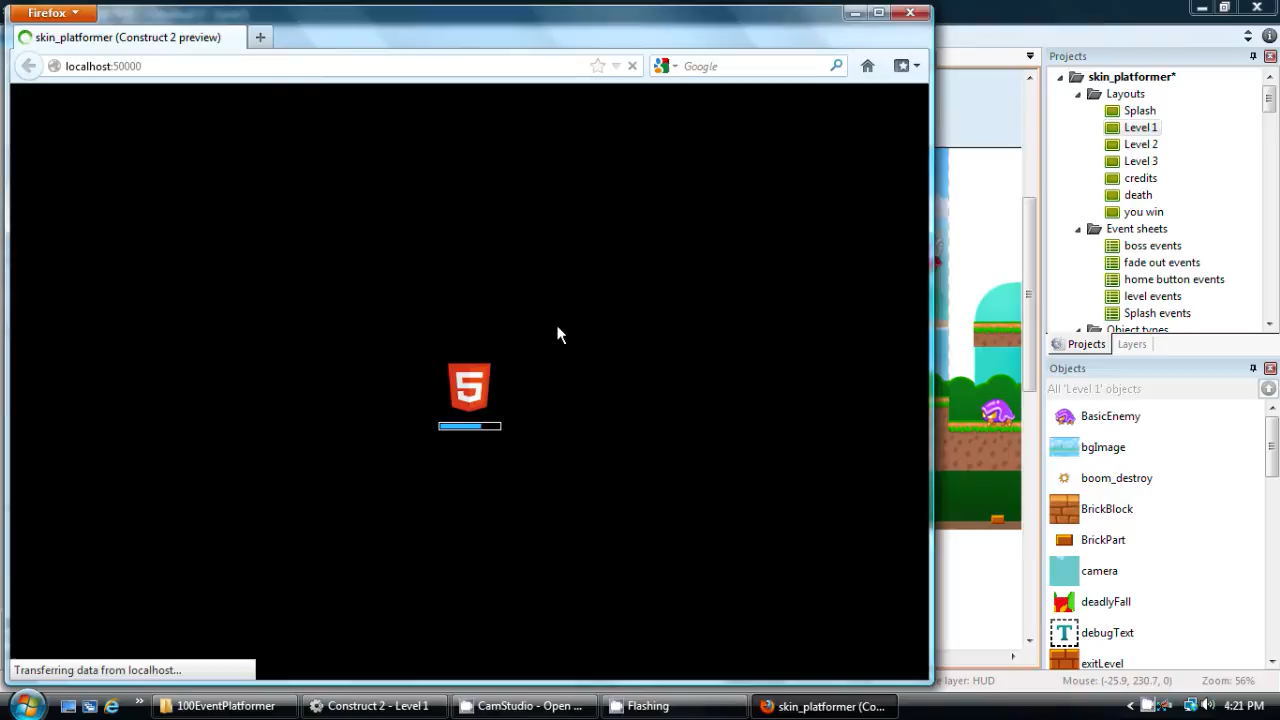 Firefox
skin_platformer (Construct 2 preview)
localhost:50000
Google
5
Transferring data from localhost...
Projects
skin_platformer*
Layouts
Splash
Level 1
Level 2
Level 3
credits
death
you win
Event sheets
boss events
fade out events
home button events
level events
Splash events
Object types
Projects
Layers
Objects
All 'Level 1' objects
BasicEnemy
bgImage
boom_destroy
BrickBlock
BrickPart
camera
deadlyFall
T debugText
exitLevel
e layer: HUD
Mouse: (-25.9, 230.7, 0)
Zoom: 56%
100EventPlatformer
Construct 2 - Level 1
CamStudio - Open ...
Flashing
skin_platformer (Co...
4:21 PM